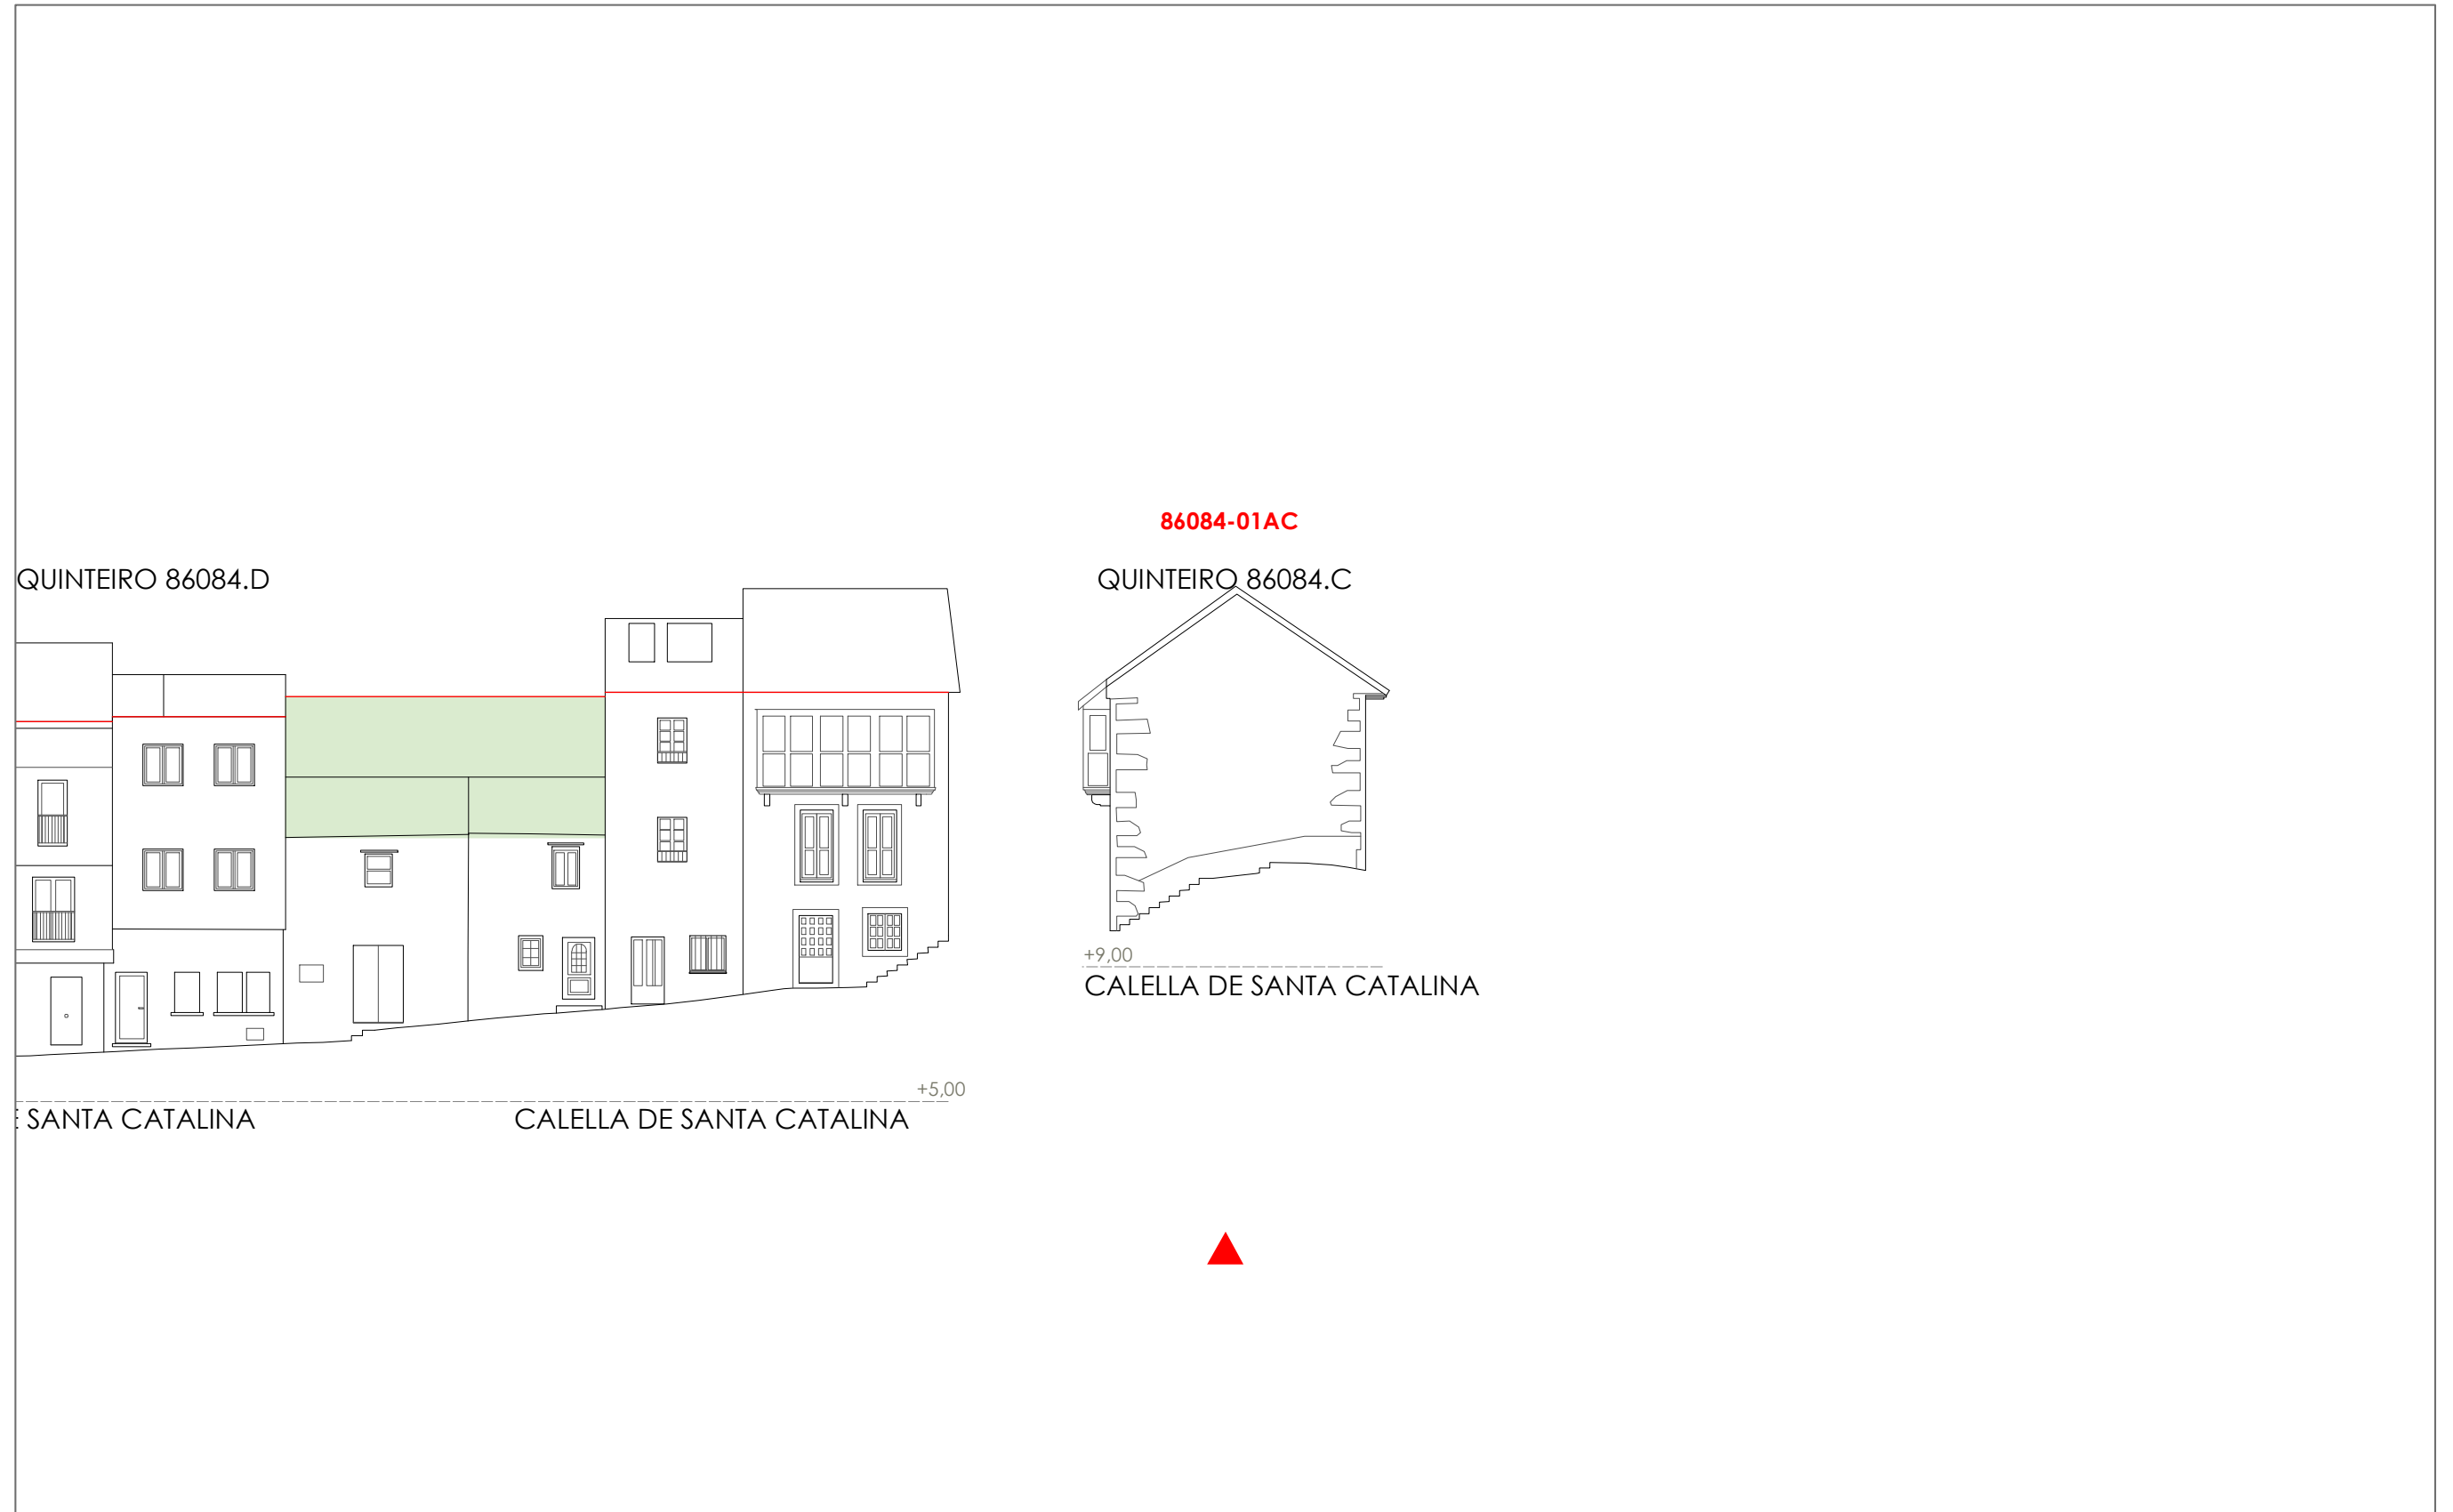 86084-01AC
QUINTEIRO 86084.D
QUINTEIRO 86084.C
+9,00
CALELLA DE SANTA CATALINA
+5,00
SANTA CATALINA
CALELLA DE SANTA CATALINA